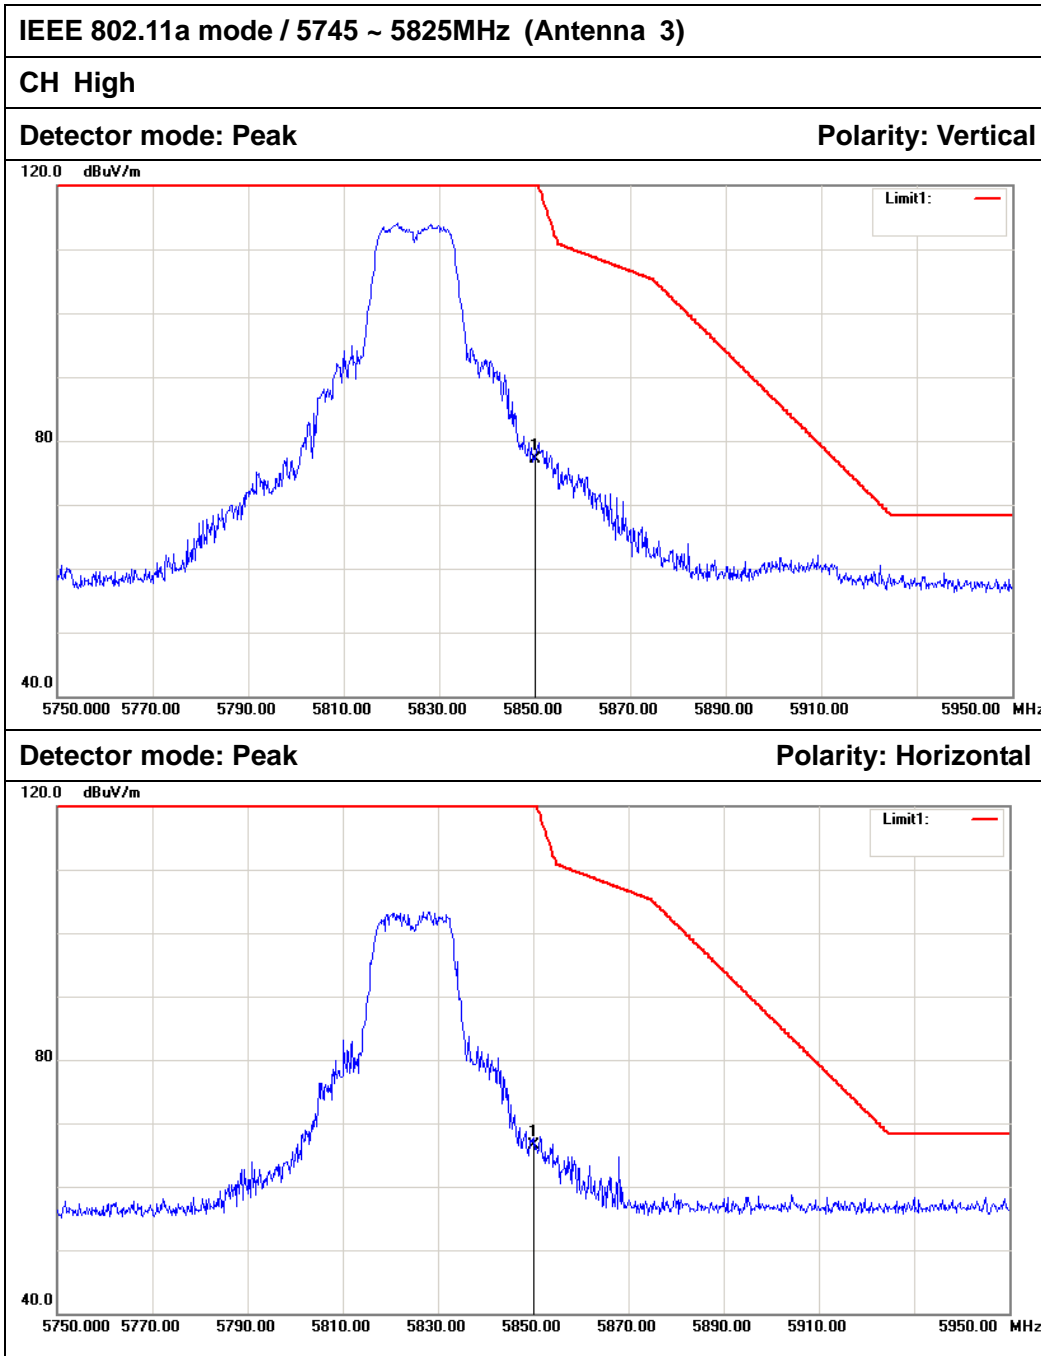 IEEE 802.11a mode / 5745 ~ 5825MHz (Antenna 3)
CH High
Detector mode: Peak Polarity: Vertical
120.0 dBuV/m
Limit1:
80
1
40.0
5750.000 5770.00 5790.00 5810.00 5830.00 5850.00 5870.00 5890.00 5910.00 5950.00 MHz
Detector mode: Peak Polarity: Horizontal
120.0 dBuV/m
Limit1:
80
1
40.0
5750.000 5770.00 5790.00 5810.00 5830.00 5850.00 5870.00 5890.00 5910.00 5950.00 MHz